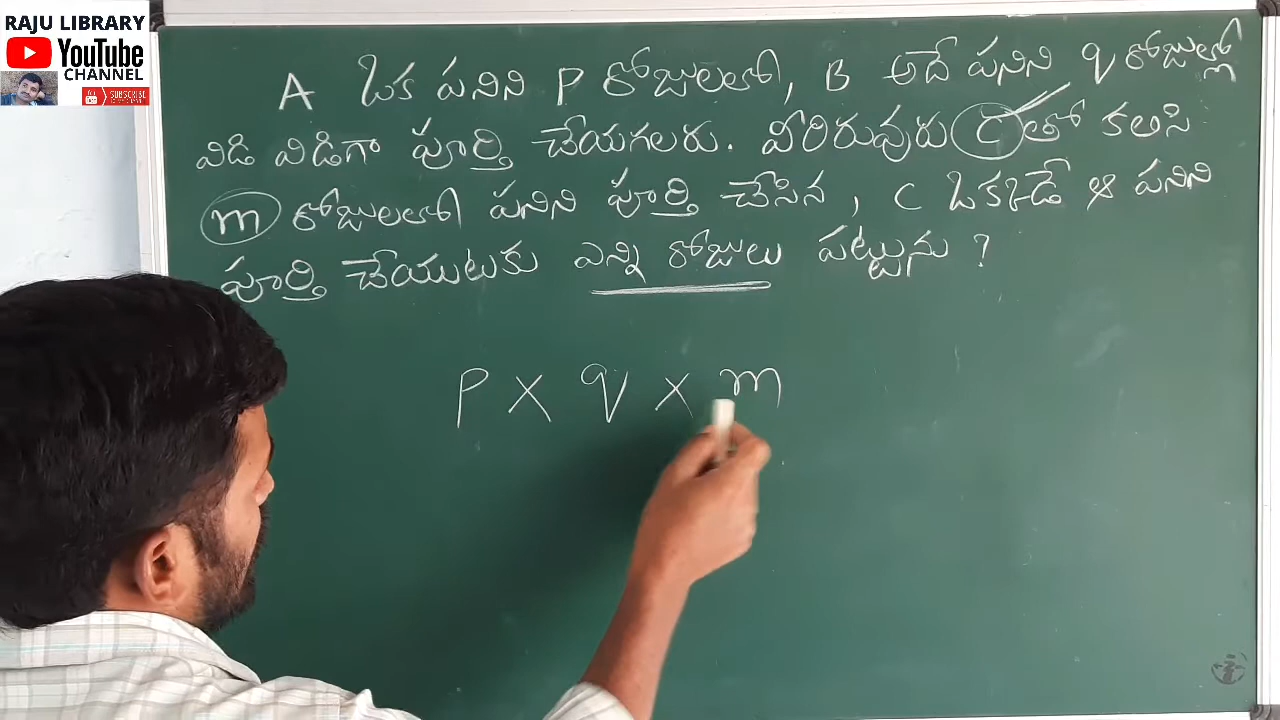 RAJU LIBRARY
YouTube
CHANNEL
SUBSCRIBE
A ఒక పనిని P రోజులలో, B అదే పనిని q రోజుల్లో
విడి విడిగా పూర్తి చేయగలరు. వీరిరువురు C తో కలసి
m రోజులలో పనిని పూర్తి చేసిన, C ఒక్కడే ఆ పనిని
పూర్తి చేయుటకు ఎన్ని రోజులు పట్టును ?
P × q × m